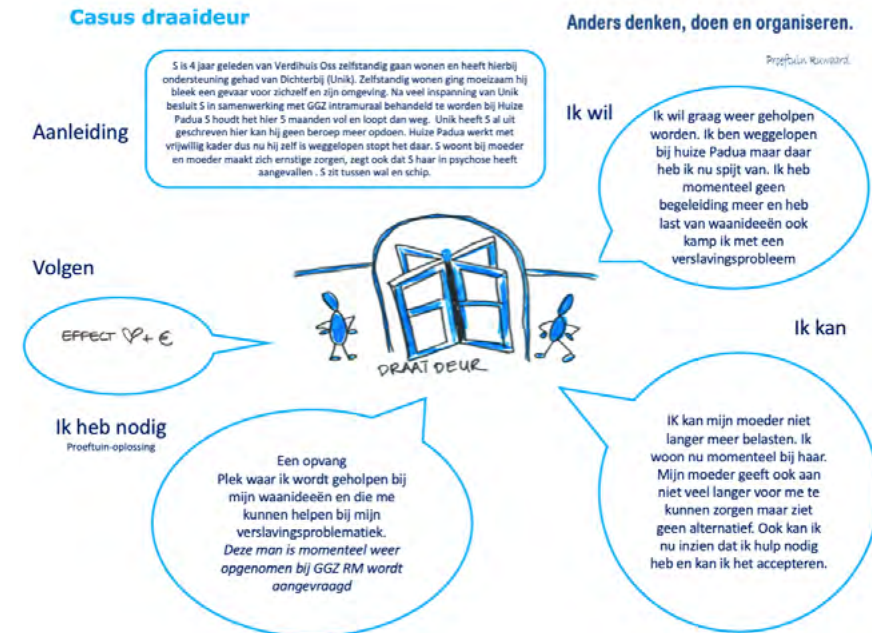 Casus draaideur
Anders denken, doen en organiseren.
Proeftuin Ruwaard.
Aanleiding
S is 4 jaar geleden van Verdihuis Oss zelfstandig gaan wonen en heeft hierbij
ondersteuning gehad van Dichterbij (Unik). Zelfstandig wonen ging moeizaam hij
bleek een gevaar voor zichzelf en zijn omgeving. Na veel inspanning van Unik
besluit S in samenwerking met GGZ intramuraal behandeld te worden bij Huize
Padua S houdt het hier 5 maanden vol en loopt dan weg. Unik heeft S al uit
geschreven hier kan hij geen beroep meer opdoen. Huize Padua werkt met
vrijwillig kader dus nu hij zelf is weggelopen stopt het daar. S woont bij moeder
en moeder maakt zich ernstige zorgen, zegt ook dat S haar in psychose heeft
aangevallen . S zit tussen wal en schip.
Ik wil
Ik wil graag weer geholpen
worden. Ik ben weggelopen
bij huize Padua maar daar
heb ik nu spijt van. Ik heb
momenteel geen
begeleiding meer en heb
last van waanideeën ook
kamp ik met een
verslavingsprobleem
Volgen
EFFECT ♡ + €
DRAAIDEUR
Ik kan
IK kan mijn moeder niet
langer meer belasten. Ik
woon nu momenteel bij haar.
Mijn moeder geeft ook aan
niet veel langer voor me te
kunnen zorgen maar ziet
geen alternatief. Ook kan ik
nu inzien dat ik hulp nodig
heb en kan ik het accepteren.
Ik heb nodig
Proeftuin-oplossing
Een opvang
Plek waar ik wordt geholpen bij
mijn waanideeën en die me
kunnen helpen bij mijn
verslavingsproblematiek.
Deze man is momenteel weer
opgenomen bij GGZ RM wordt
aangevraagd